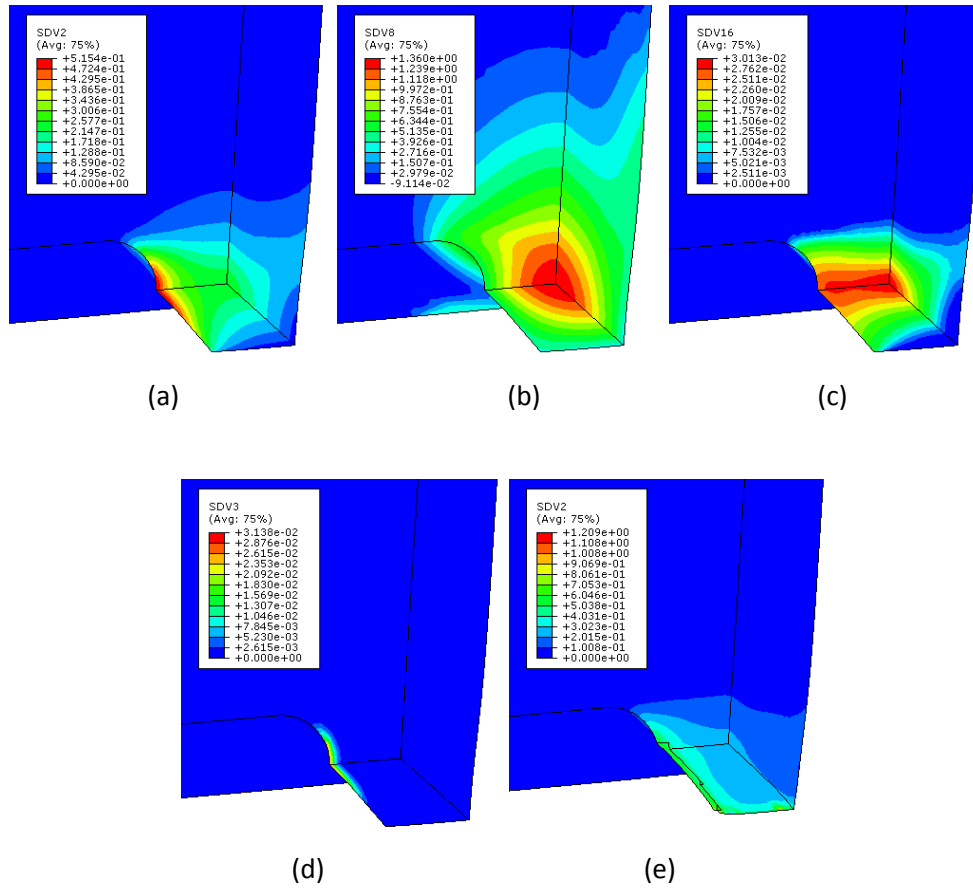 SDV2
(Avg: 75%)
+5.154e-01
+4.724e-01
+4.295e-01
+3.865e-01
+3.436e-01
+3.006e-01
+2.577e-01
+2.147e-01
+1.718e-01
+1.288e-01
+8.590e-02
+4.295e-02
+0.000e+00
SDV8
(Avg: 75%)
+1.360e+00
+1.239e+00
+1.118e+00
+9.972e-01
+8.763e-01
+7.554e-01
+6.344e-01
+5.135e-01
+3.926e-01
+2.716e-01
+1.507e-01
+2.979e-02
-9.114e-02
SDV16
(Avg: 75%)
+3.013e-02
+2.762e-02
+2.511e-02
+2.260e-02
+2.009e-02
+1.757e-02
+1.506e-02
+1.255e-02
+1.004e-02
+7.532e-03
+5.021e-03
+2.511e-03
+0.000e+00
(a)
(b)
(c)
SDV3
(Avg: 75%)
+3.138e-02
+2.876e-02
+2.615e-02
+2.353e-02
+2.092e-02
+1.830e-02
+1.569e-02
+1.307e-02
+1.046e-02
+7.845e-03
+5.230e-03
+2.615e-03
+0.000e+00
SDV2
(Avg: 75%)
+1.209e+00
+1.108e+00
+1.008e+00
+9.069e-01
+8.061e-01
+7.053e-01
+6.046e-01
+5.038e-01
+4.031e-01
+3.023e-01
+2.015e-01
+1.008e-01
+0.000e+00
(d)
(e)